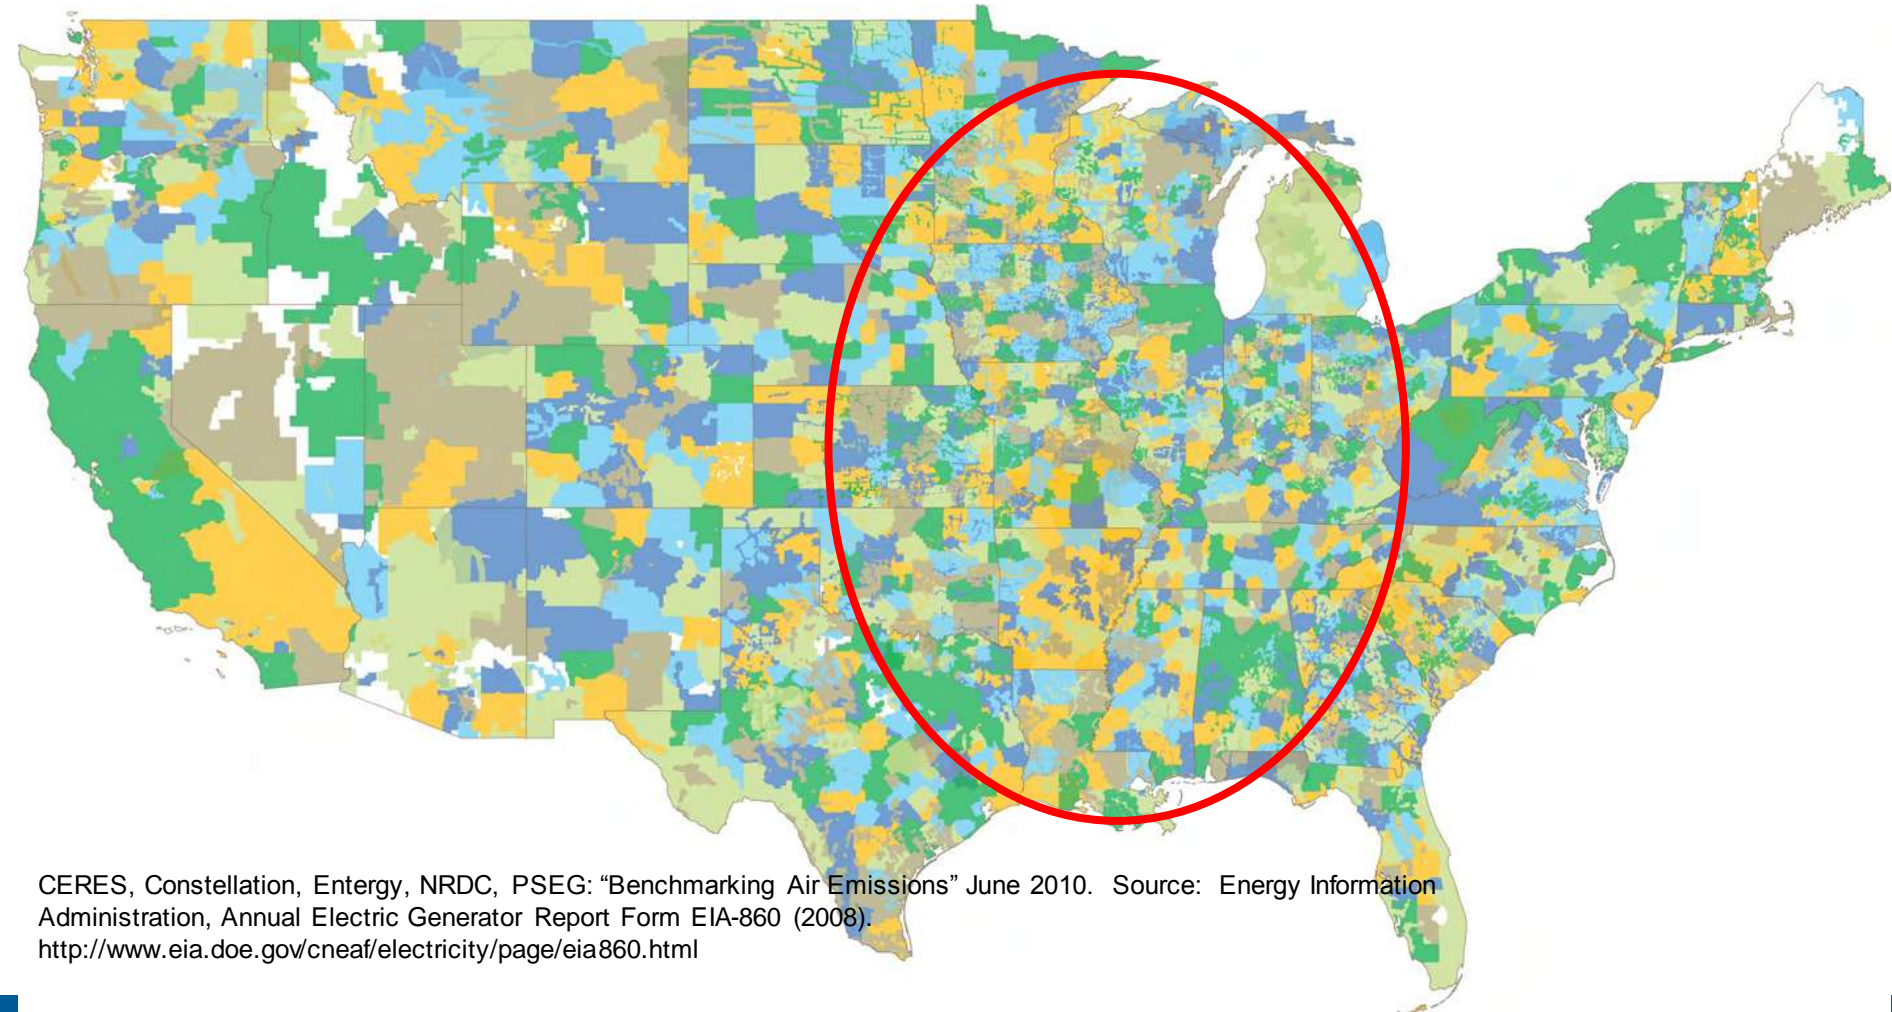 CERES, Constellation, Entergy, NRDC, PSEG: “Benchmarking Air Emissions” June 2010. Source: Energy Information
Administration, Annual Electric Generator Report Form EIA-860 (2008).
http://www.eia.doe.gov/cneaf/electricity/page/eia860.html